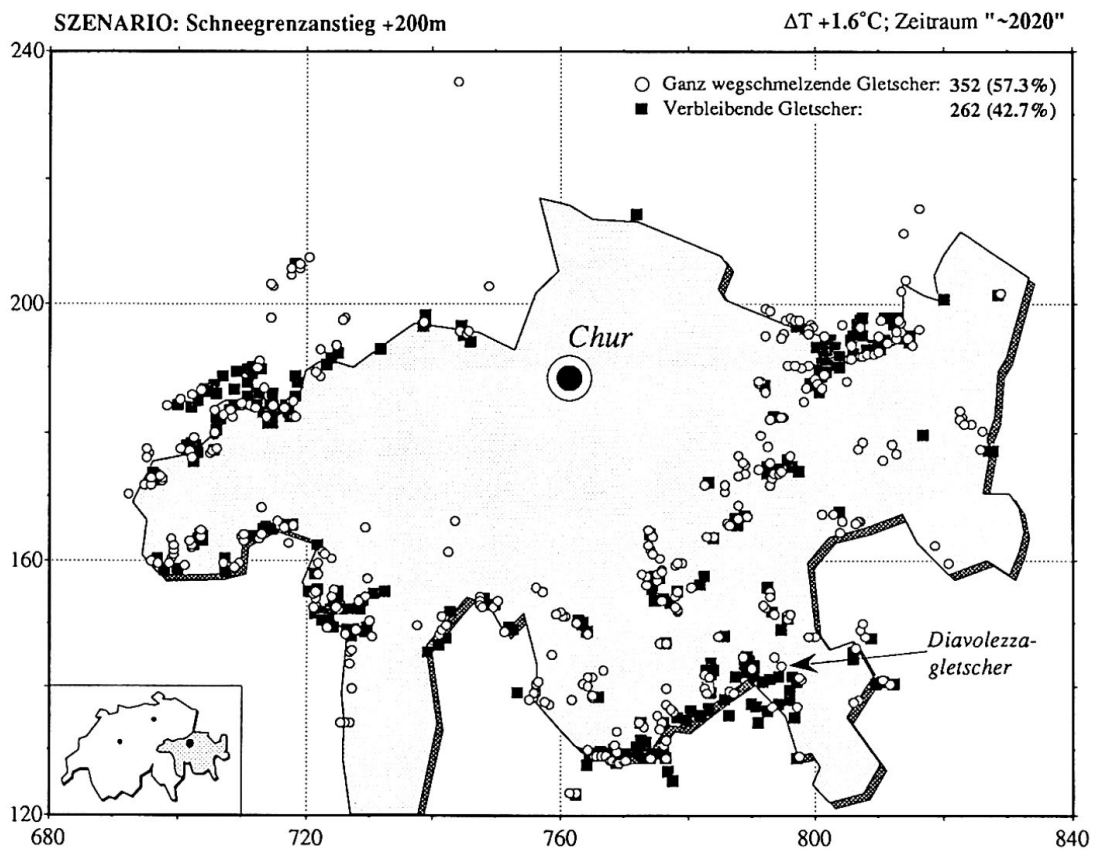 SZENARIO: Schneegrenzanstieg +200m
ΔT +1.6°C; Zeitraum "~2020"
240
Ganz wegschmelzende Gletscher: 352 (57.3%)
Verbleibende Gletscher: 262 (42.7%)
200
Chur
160
Diavolezza-
gletscher
120
680 720 760 800 840